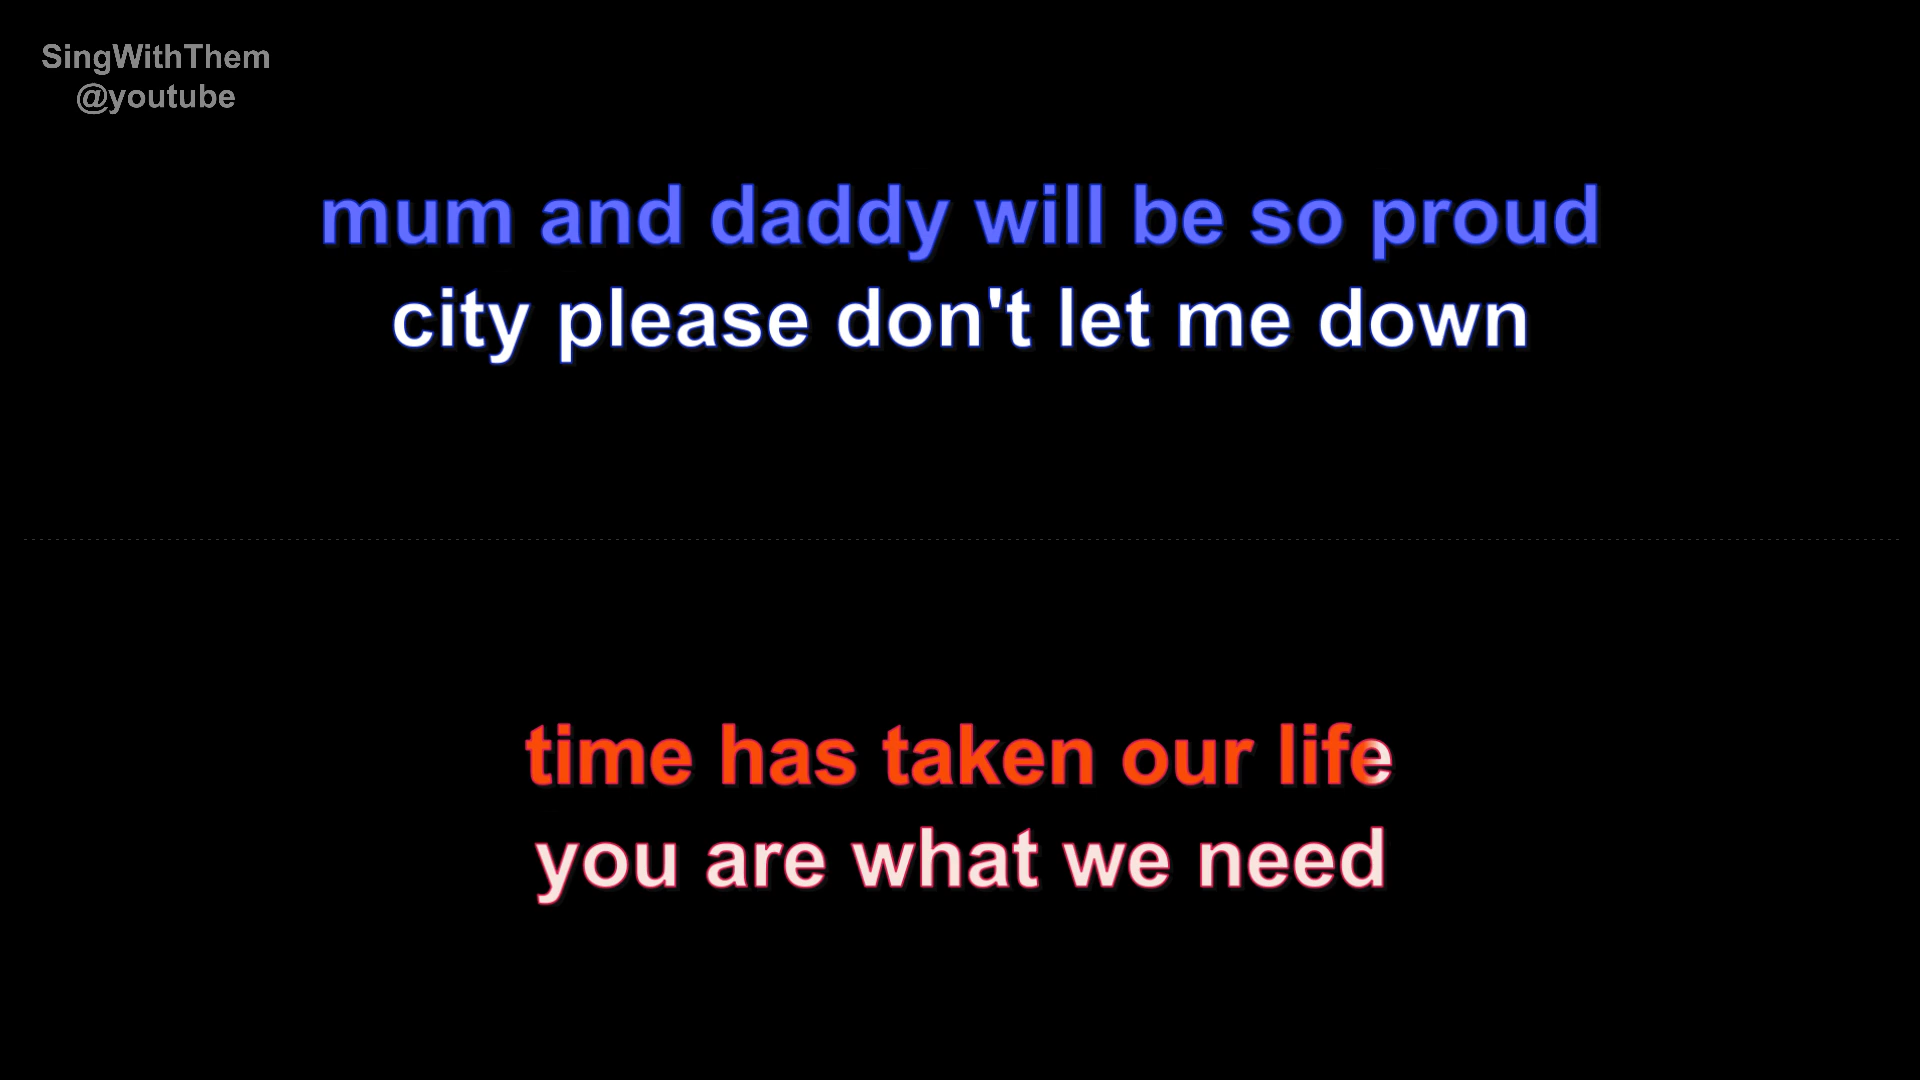 SingWithThem
@youtube
mum and daddy will be so proud
city please don't let me down
time has taken our life
you are what we need